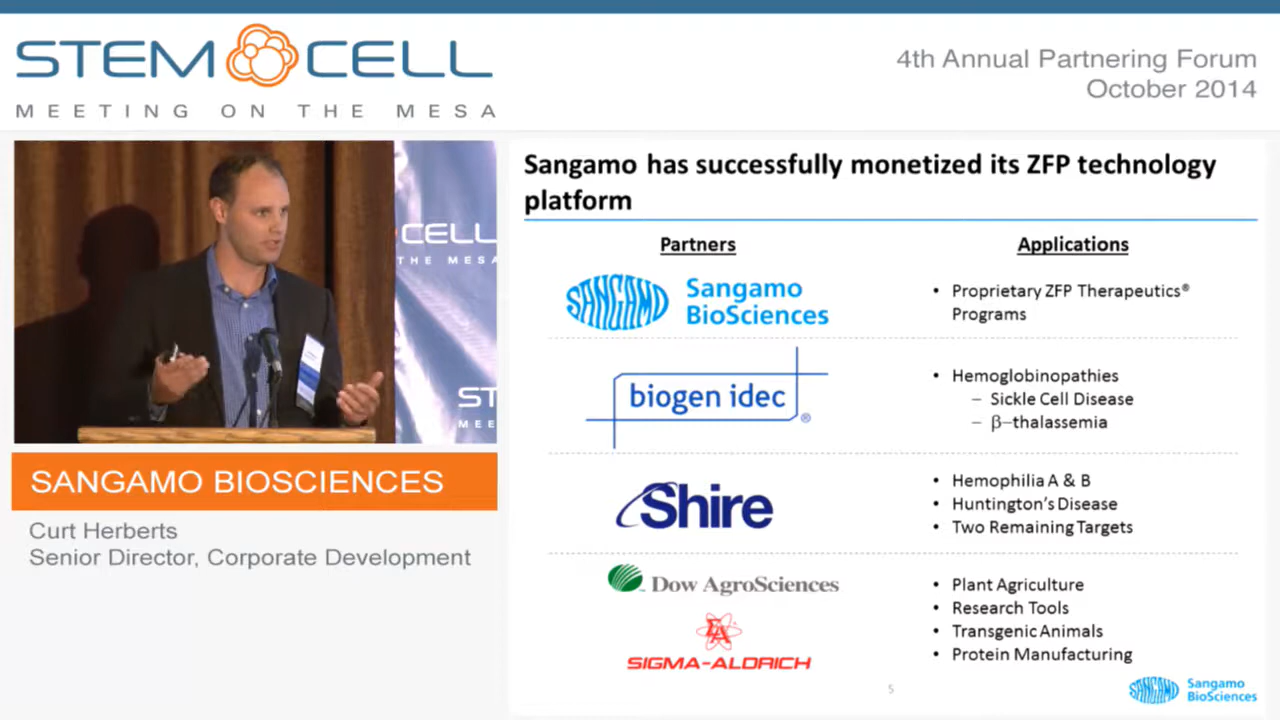 STEM CELL
MEETING ON THE MESA
4th Annual Partnering Forum
October 2014
CELL
THE MESA
ST
MEE
SANGAMO BIOSCIENCES
Curt Herberts
Senior Director, Corporate Development
Sangamo has successfully monetized its ZFP technology
platform
Partners
Applications
SANGAMO
Sangamo
BioSciences
• Proprietary ZFP Therapeutics®
Programs
biogen idec®
• Hemoglobinopathies
– Sickle Cell Disease
– β–thalassemia
Shire
• Hemophilia A & B
• Huntington's Disease
• Two Remaining Targets
Dow AgroSciences
SIGMA-ALDRICH
• Plant Agriculture
• Research Tools
• Transgenic Animals
• Protein Manufacturing
5
SANGAMO
Sangamo
BioSciences